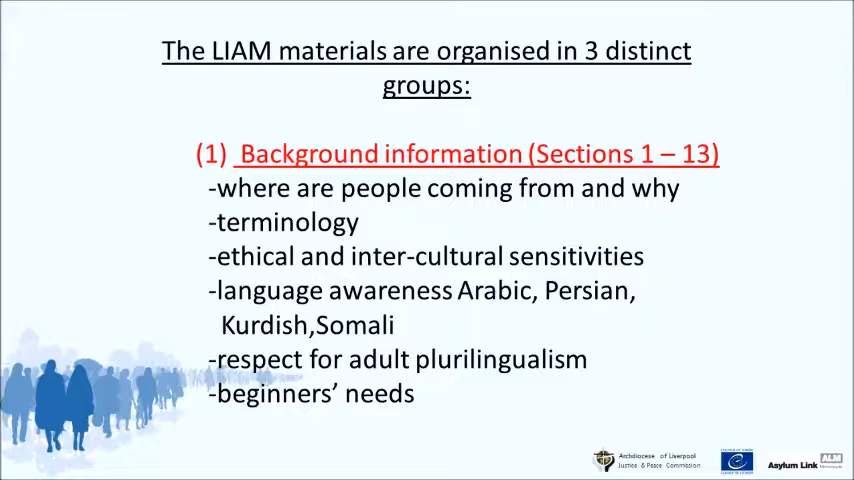 The LIAM materials are organised in 3 distinct
groups:
(1) Background information (Sections 1 – 13)
-where are people coming from and why
-terminology
-ethical and inter-cultural sensitivities
-language awareness Arabic, Persian,
Kurdish,Somali
-respect for adult plurilingualism
-beginners’ needs
Archdiocese of Liverpool
Justice & Peace Commission
Asylum Link
ALM